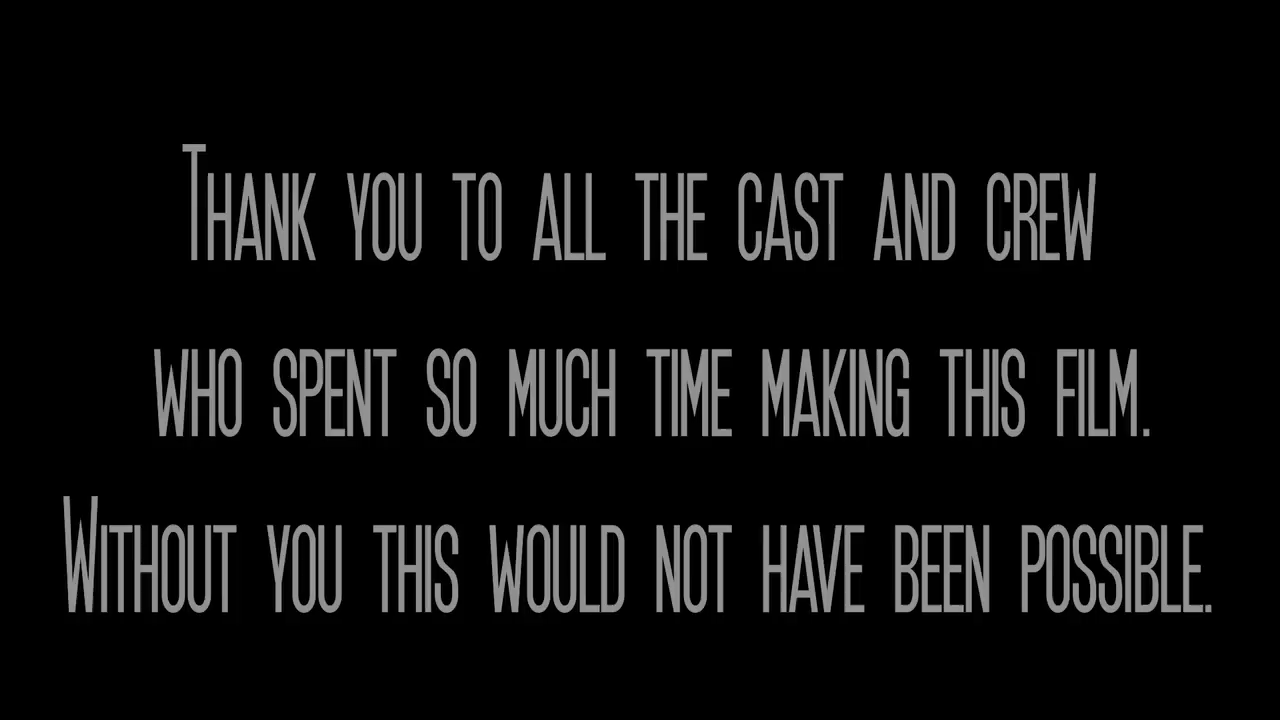 Thank you to all the cast and crew
who spent so much time making this film.
Without you this would not have been possible.